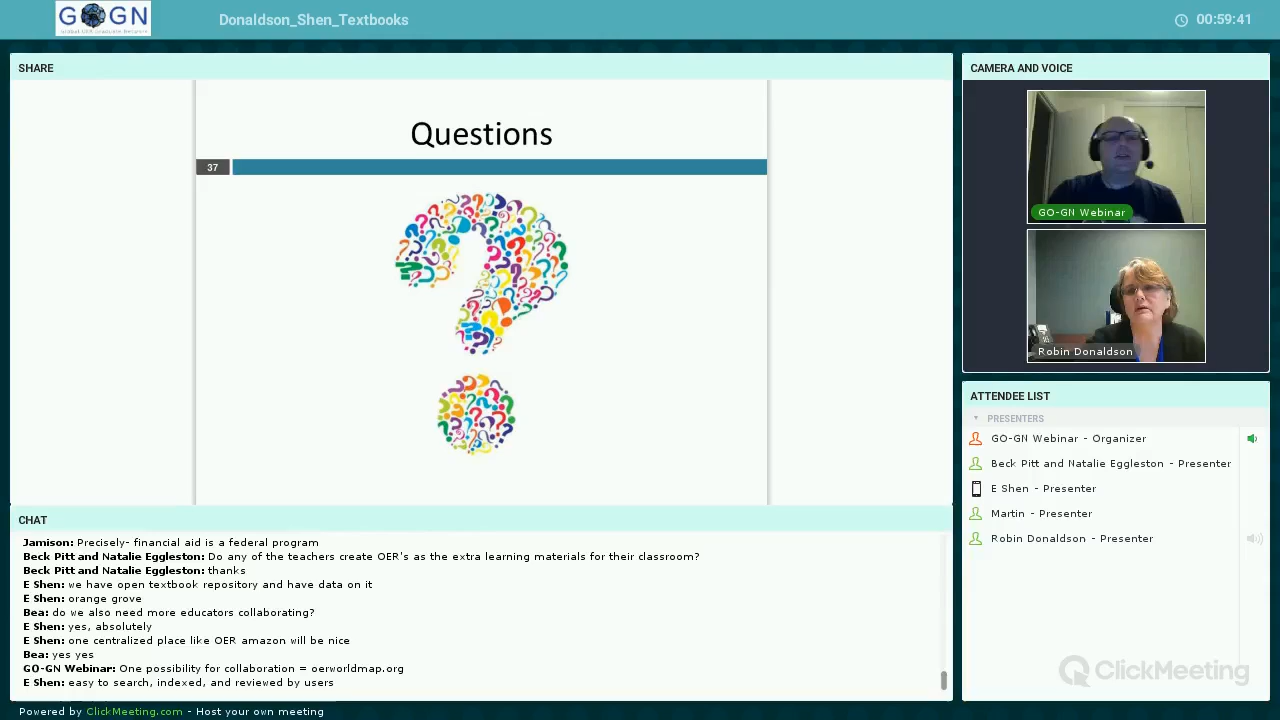 GO GN
Global OER Graduate Network
Donaldson_Shen_Textbooks
00:59:41
SHARE
Questions
37
CAMERA AND VOICE
GO-GN Webinar
Robin Donaldson
ATTENDEE LIST
PRESENTERS
GO-GN Webinar - Organizer
Beck Pitt and Natalie Eggleston - Presenter
E Shen - Presenter
Martin - Presenter
Robin Donaldson - Presenter
CHAT
Jamison: Precisely- financial aid is a federal program
Beck Pitt and Natalie Eggleston: Do any of the teachers create OER's as the extra learning materials for their classroom?
Beck Pitt and Natalie Eggleston: thanks
E Shen: we have open textbook repository and have data on it
E Shen: orange grove
Bea: do we also need more educators collaborating?
E Shen: yes, absolutely
E Shen: one centralized place like OER amazon will be nice
Bea: yes yes
GO-GN Webinar: One possibility for collaboration = oerworldmap.org
E Shen: easy to search, indexed, and reviewed by users
ClickMeeting
Powered by ClickMeeting.com - Host your own meeting